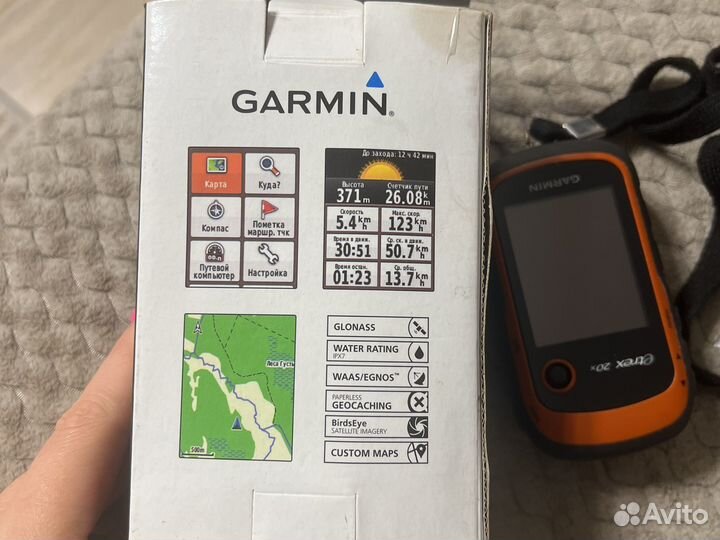 GARMIN®
Карта
Куда?
Компас
Пометка
маршр. тчк
Путевой
компьютер
Настройка
До захода: 12 ч 42 мин
Высота
371m
Счетчик пути
26.08km
Скорость
5.4km/h
Макс. скор.
123km/h
Время в движ.
30:51
Ср. ск. в движ.
50.7km/h
Время остан.
01:23
Ср. общ.
13.7km/h
Леса Густь
500m
GLONASS
WATER RATING
IPX7
WAAS/EGNOS™
PAPERLESS
GEOCACHING
BirdsEye
SATELLITE IMAGERY
CUSTOM MAPS
GARMIN
etrex 20x
Avito